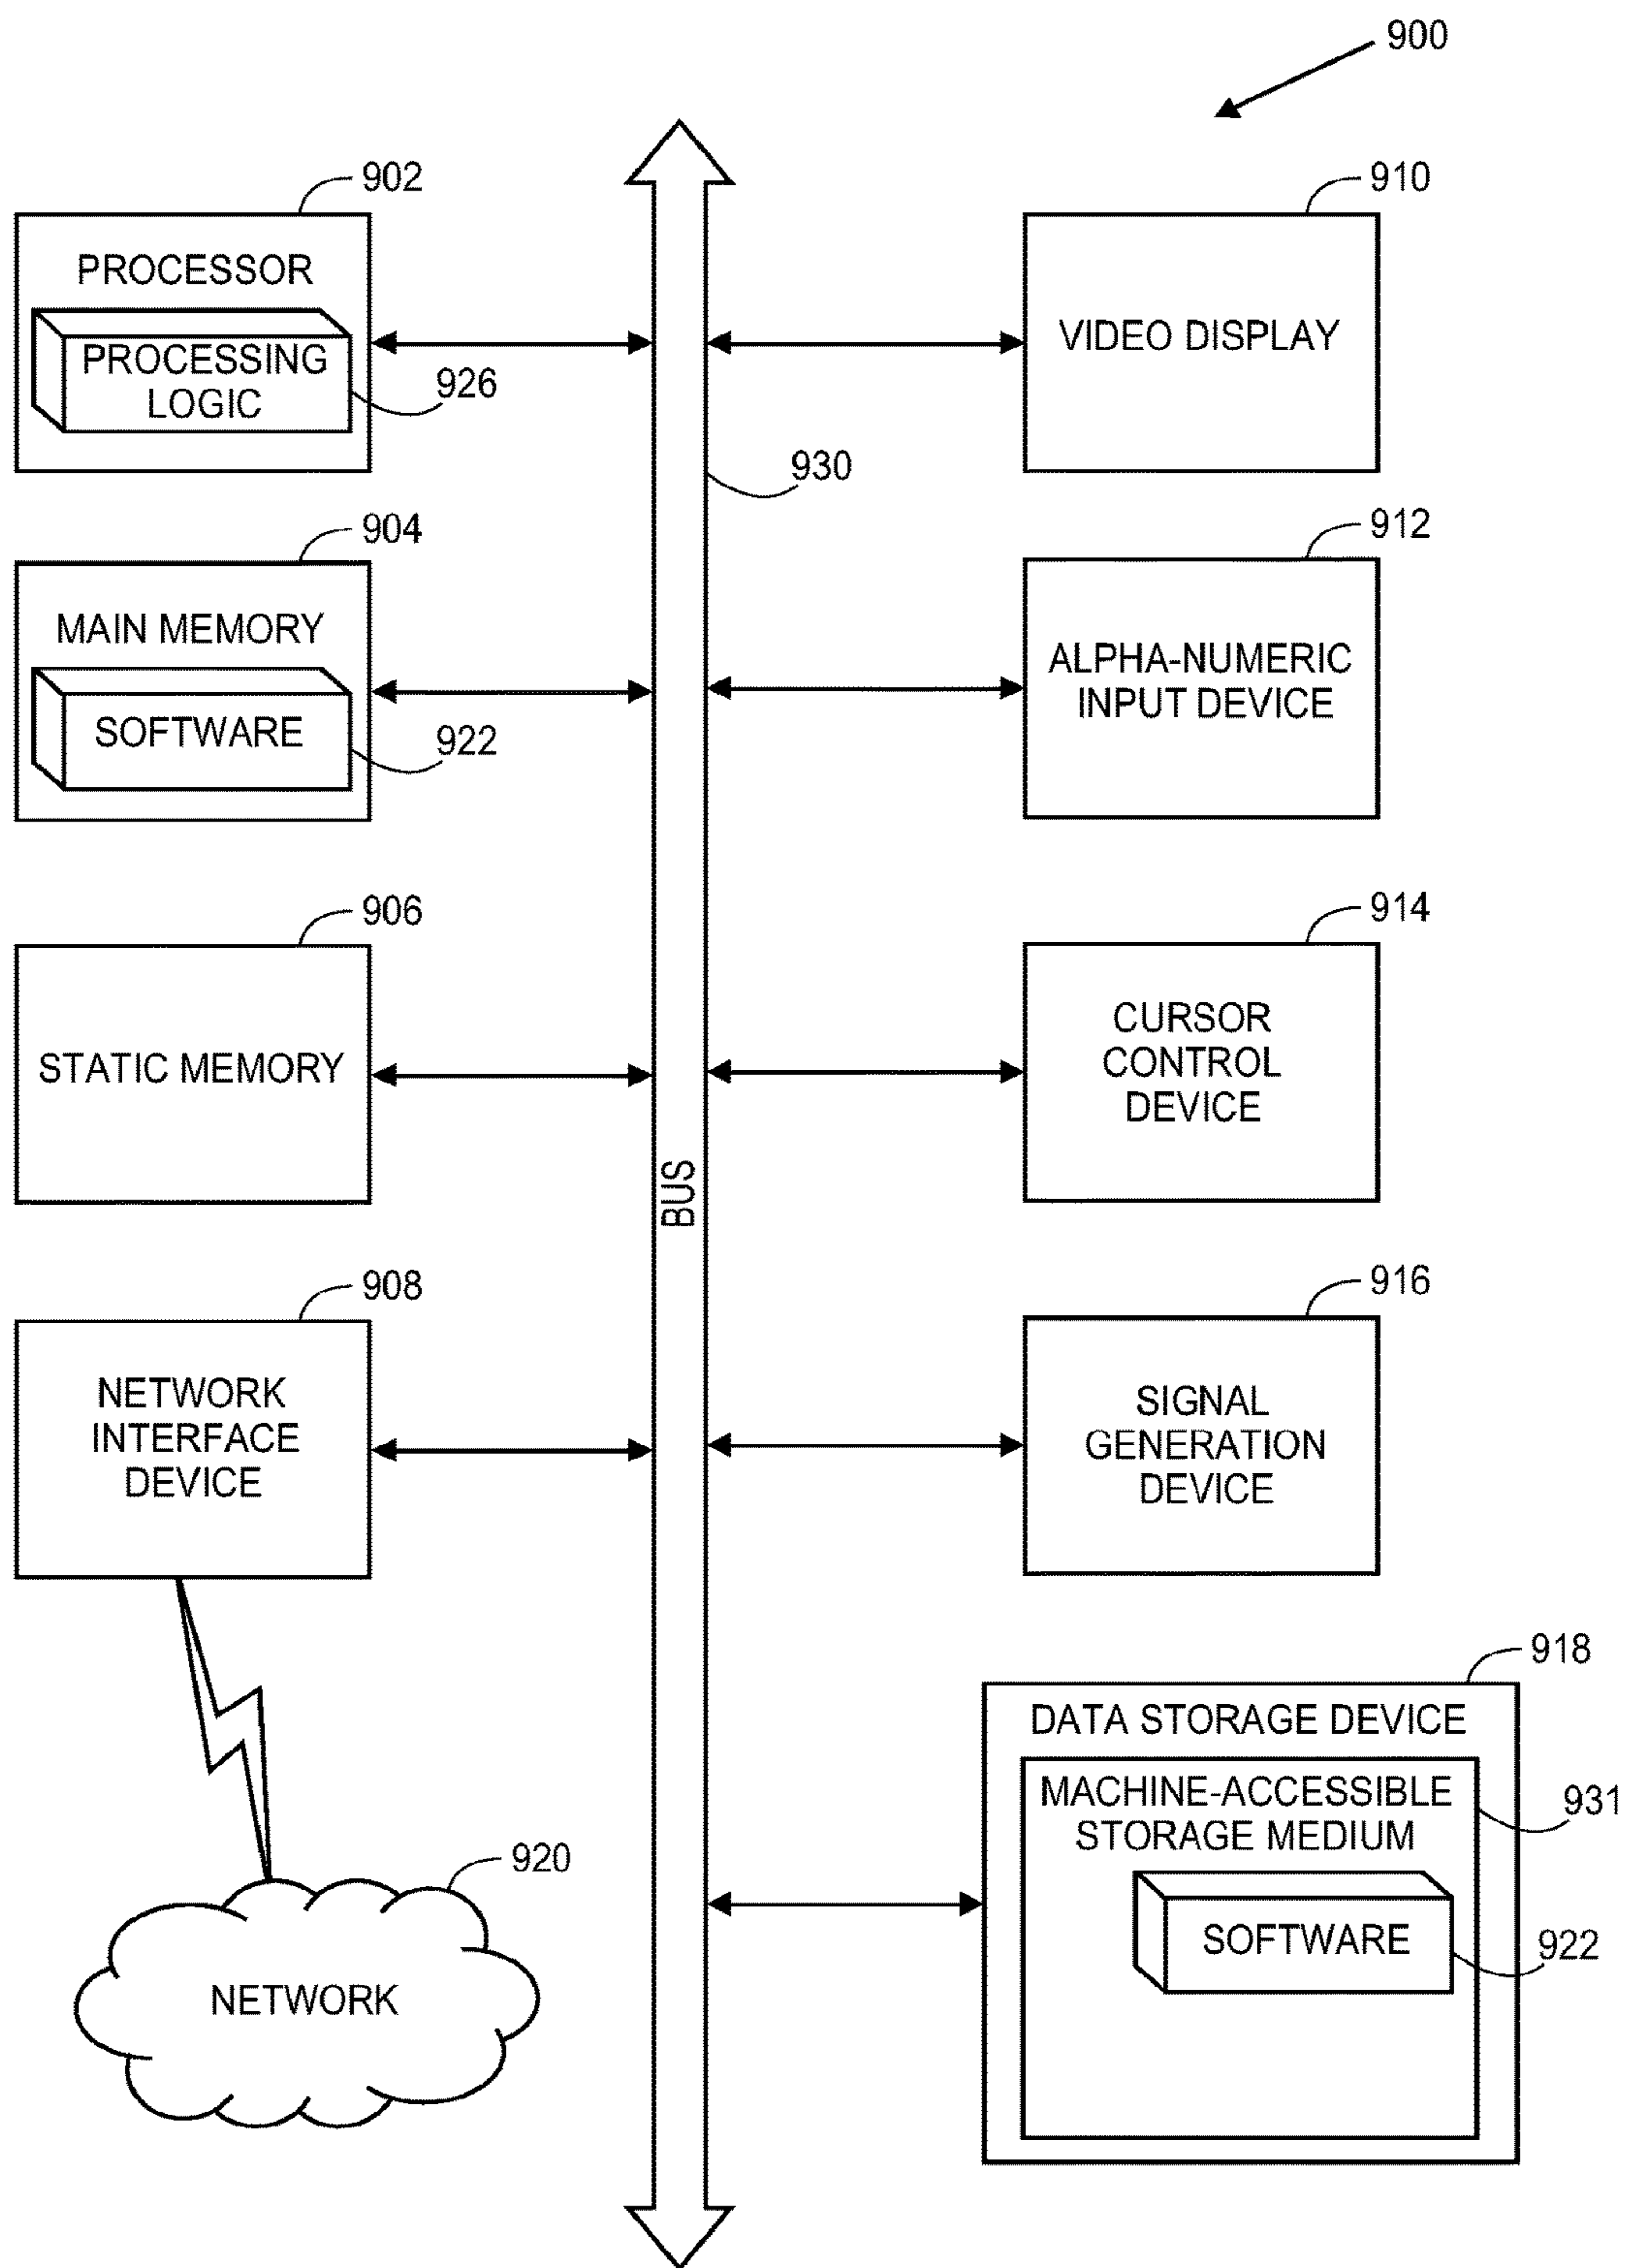 900
902
PROCESSOR
PROCESSING
LOGIC
926
904
MAIN MEMORY
SOFTWARE
922
906
STATIC MEMORY
908
NETWORK
INTERFACE
DEVICE
920
NETWORK
930
BUS
910
VIDEO DISPLAY
912
ALPHA-NUMERIC
INPUT DEVICE
914
CURSOR
CONTROL
DEVICE
916
SIGNAL
GENERATION
DEVICE
918
DATA STORAGE DEVICE
MACHINE-ACCESSIBLE
STORAGE MEDIUM
931
SOFTWARE
922